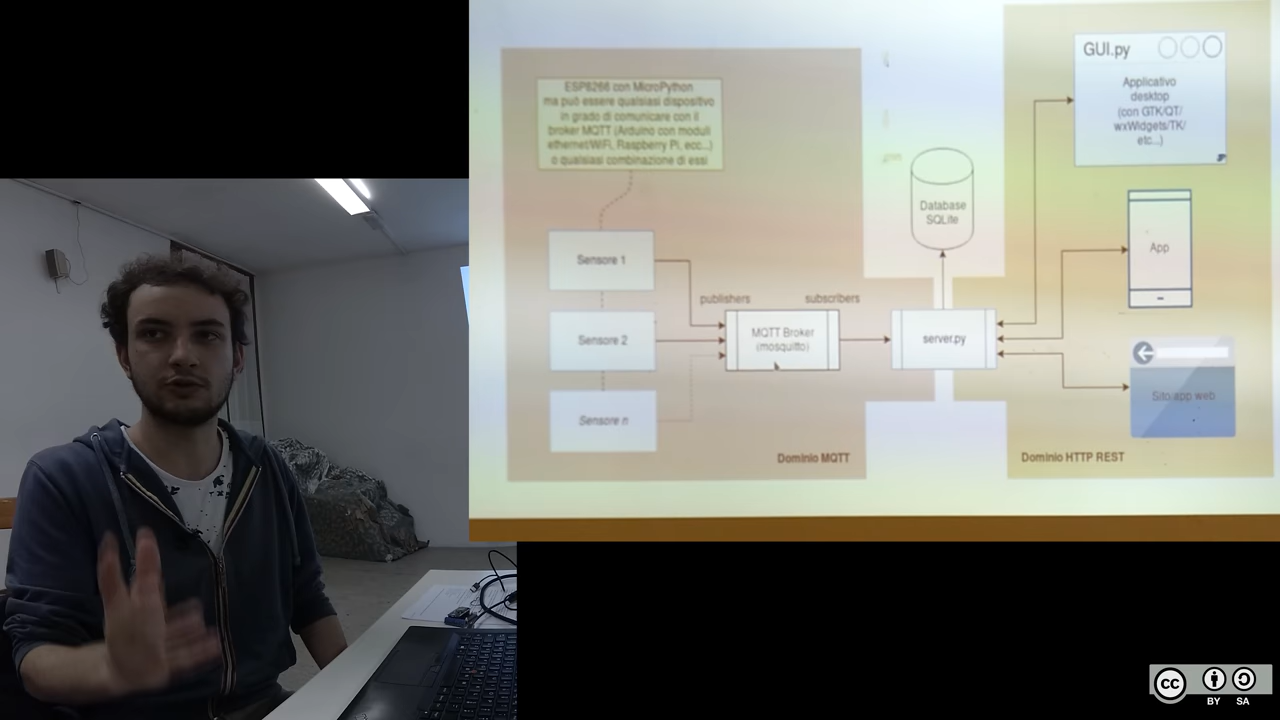 ESP8266 con MicroPython
ma può essere qualsiasi dispositivo
in grado di comunicare con il
broker MQTT (Arduino con moduli
ethernet/WiFi, Raspberry Pi, ecc...)
o qualsiasi combinazione di essi
Sensore 1
Sensore 2
Sensore n
publishers
subscribers
MQTT Broker
(mosquitto)
Dominio MQTT
Database
SQLite
server.py
GUI.py
Applicativo
desktop
(con GTK/QT/
wxWidgets/TK/
etc...)
App
Sito app web
Dominio HTTP REST
cc
BY SA